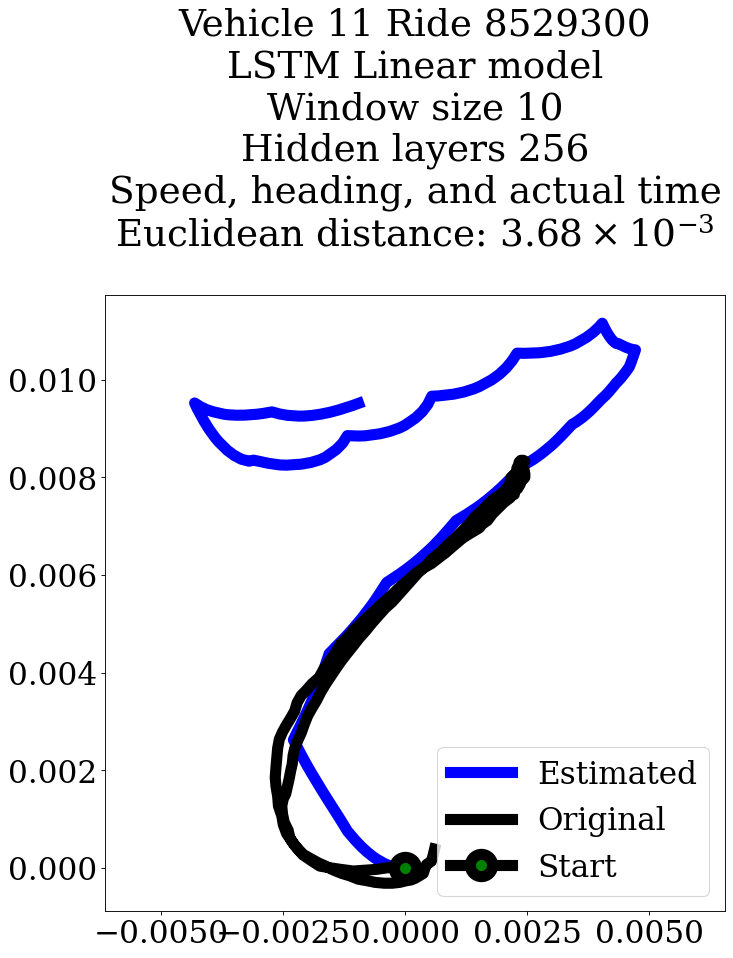 Vehicle 11 Ride 8529300
LSTM Linear model
Window size 10
Hidden layers 256
Speed, heading, and actual time
Euclidean distance: 3.68 × 10⁻³
0.010
0.008
0.006
0.004
0.002
0.000
Estimated
Original
Start
−0.0050 −0.0025 0.0000 0.0025 0.0050